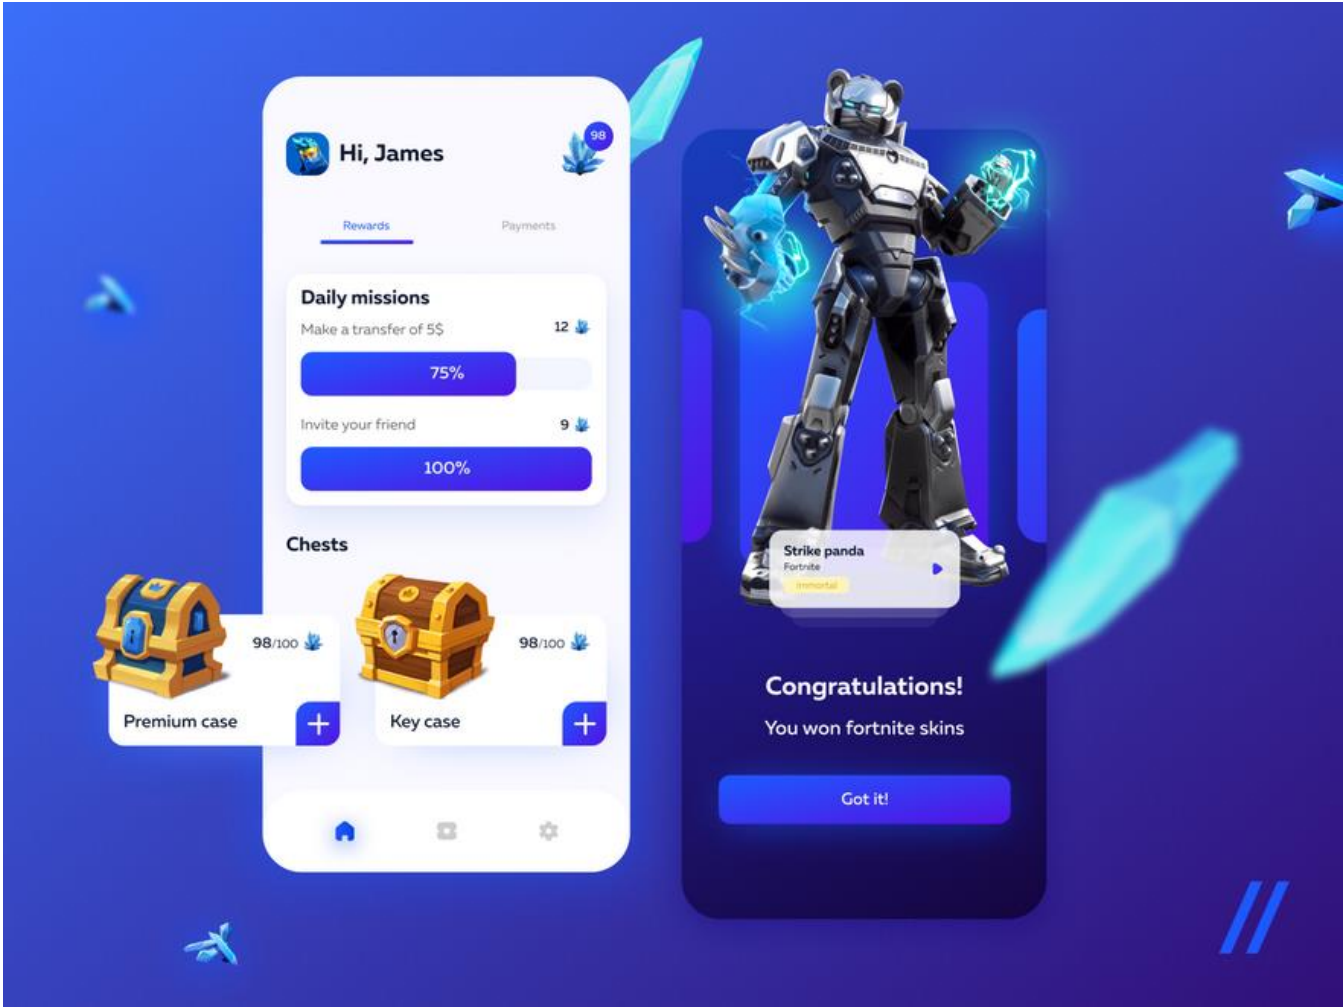 Hi, James
98
Rewards
Payments
Daily missions
Make a transfer of 5$
12
75%
Invite your friend
9
100%
Chests
98/100
Premium case
98/100
Key case
Strike panda
Fortnite
Immortal
Congratulations!
You won fortnite skins
Got it!